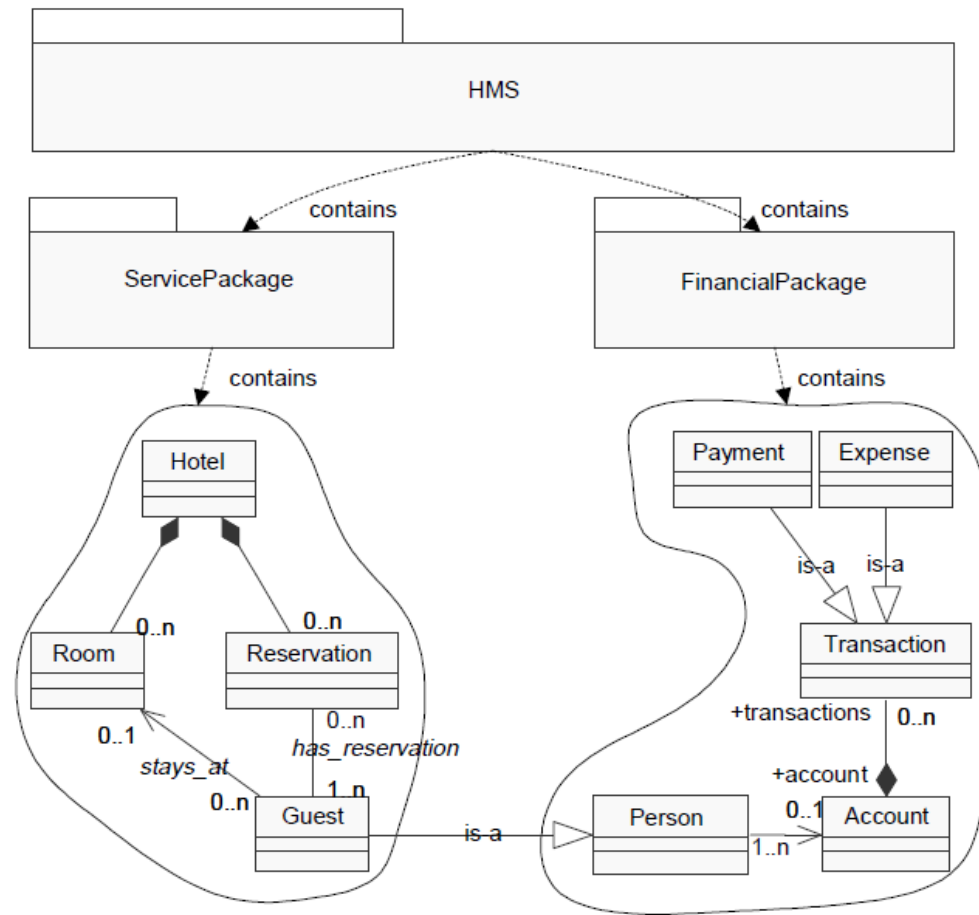 HMS
contains
contains
ServicePackage
FinancialPackage
contains
contains
Hotel
Payment
Expense
is-a
is-a
0..n
0..n
Room
Reservation
Transaction
0..1
0..n
has_reservation
stays_at
+transactions
0..n
0..n
1..n
+account
0..1
Guest
is-a
Person
1..n
Account